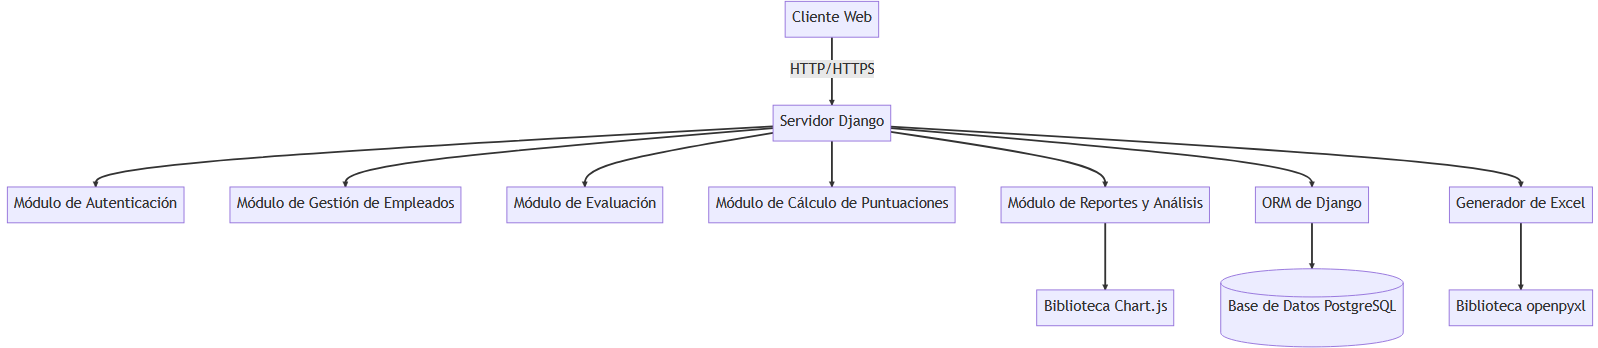 Cliente Web
HTTP/HTTPS
Servidor Django
Módulo de Autenticación
Módulo de Gestión de Empleados
Módulo de Evaluación
Módulo de Cálculo de Puntuaciones
Módulo de Reportes y Análisis
ORM de Django
Generador de Excel
Biblioteca Chart.js
Base de Datos PostgreSQL
Biblioteca openpyxl